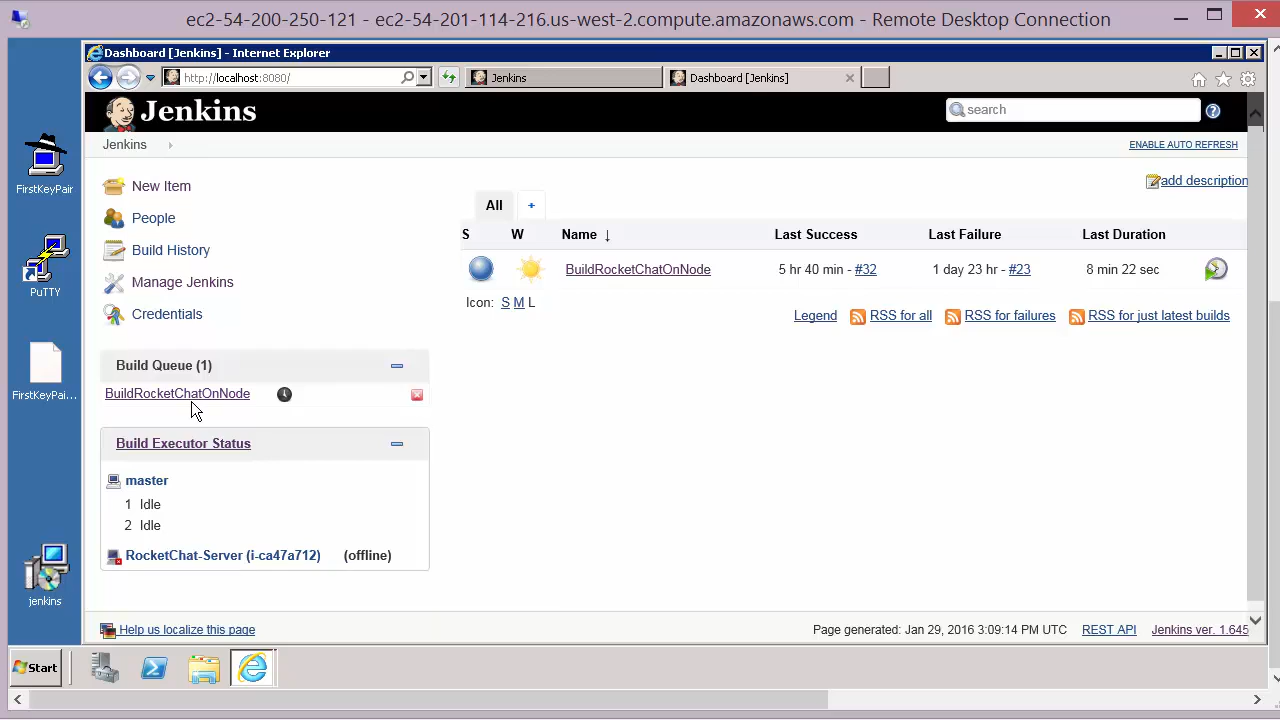 ec2-54-200-250-121 - ec2-54-201-114-216.us-west-2.compute.amazonaws.com - Remote Desktop Connection
Dashboard [Jenkins] - Internet Explorer
http://localhost:8080/
Jenkins
Dashboard [Jenkins]
Jenkins
search
Jenkins
ENABLE AUTO REFRESH
New Item
People
Build History
Manage Jenkins
Credentials
add description
All +
S W Name ↓ Last Success Last Failure Last Duration
BuildRocketChatOnNode 5 hr 40 min - #32 1 day 23 hr - #23 8 min 22 sec
Icon: S M L
Legend RSS for all RSS for failures RSS for just latest builds
Build Queue (1)
BuildRocketChatOnNode
Build Executor Status
master
1 Idle
2 Idle
RocketChat-Server (i-ca47a712) (offline)
Help us localize this page
Page generated: Jan 29, 2016 3:09:14 PM UTC REST API Jenkins ver. 1.645
FirstKeyPair
PuTTY
FirstKeyPai...
jenkins
Start